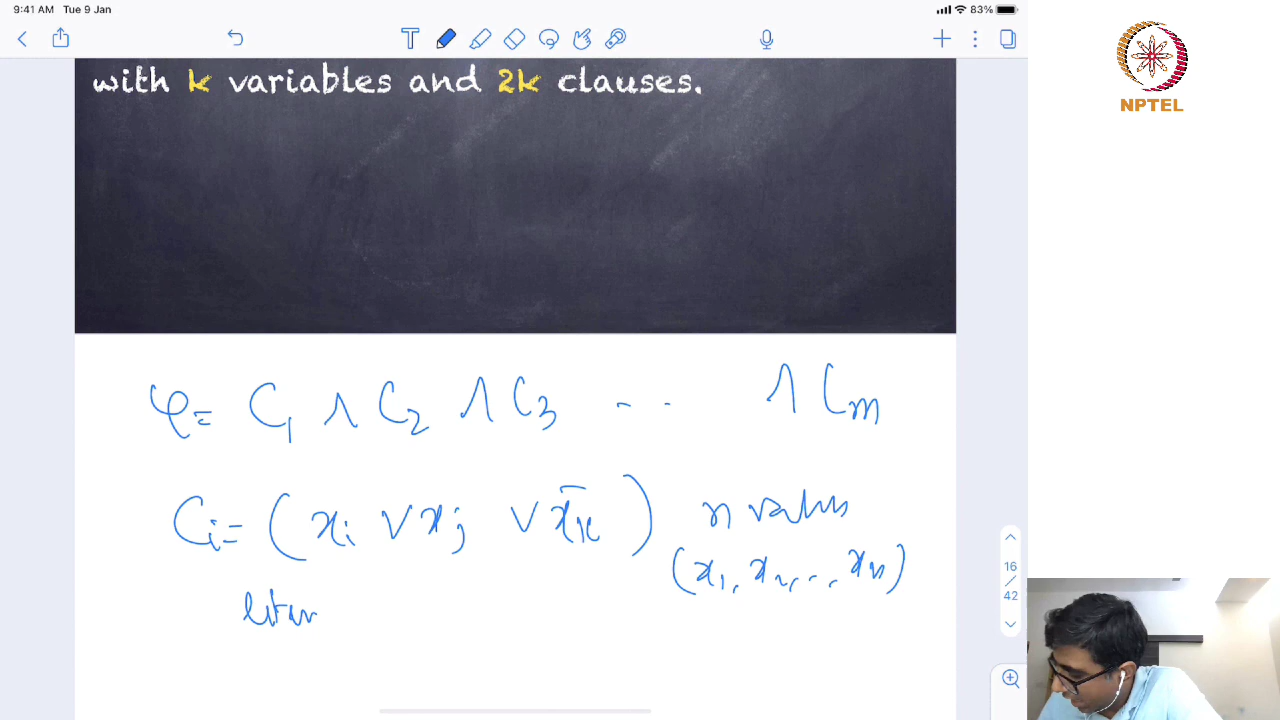 9:41 AM Tue 9 Jan
83%
NPTEL
with k variables and 2k clauses.
φ= C₁ ∧ C₂ ∧ C₃ ... ∧ Cₘ
Cᵢ= (xᵢ ∨ xⱼ ∨ x̄ₖ) n values
(x₁, x₂, .., xₙ)
liter
16
/
42